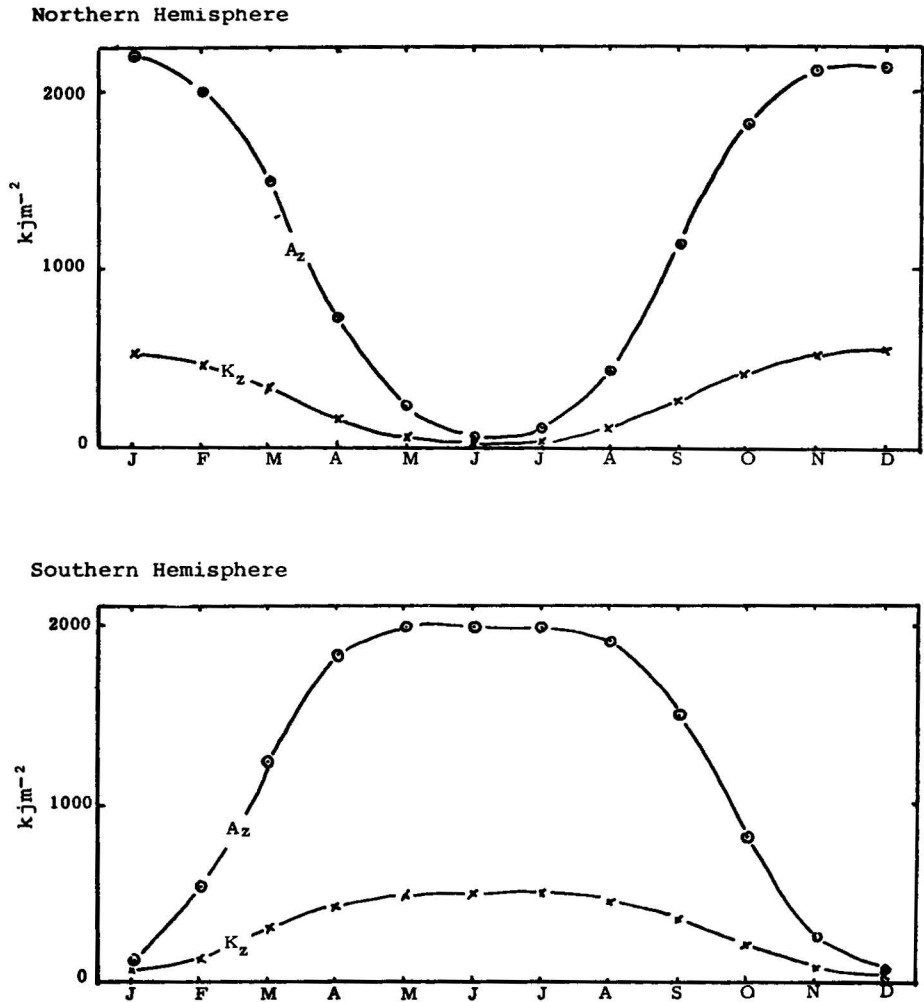 Northern Hemisphere
2000
kjm⁻²
1000
A_z
K_z
0
J F M A M J J A S O N D
Southern Hemisphere
2000
kjm⁻²
1000
A_z
K_z
0
J F M A M J J A S O N D